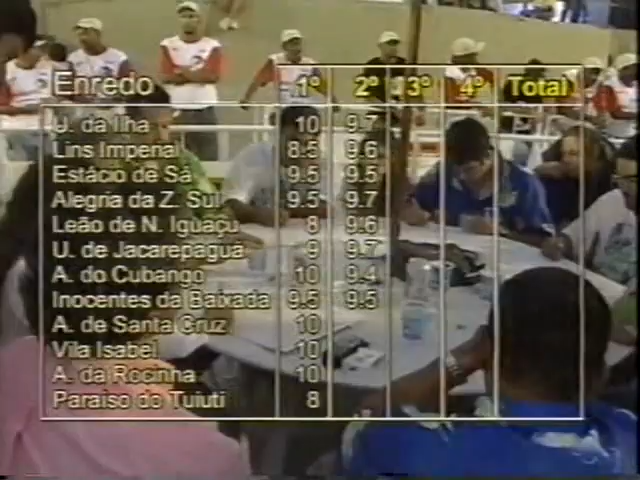 Enredo 1º 2º 3º 4º Total
U. da Ilha 10 9.7
Lins Imperial 8.5 9.6
Estácio de Sá 9.5 9.5
Alegria da Z. Sul 9.5 9.7
Leão de N. Iguaçu 8 9.6
U. de Jacarepaguá 9 9.7
A. do Cubango 10 9.4
Inocentes da Baixada 9.5 9.5
A. de Santa Cruz 10
Vila Isabel 10
A. da Rocinha 10
Paraíso do Tuiuti 8